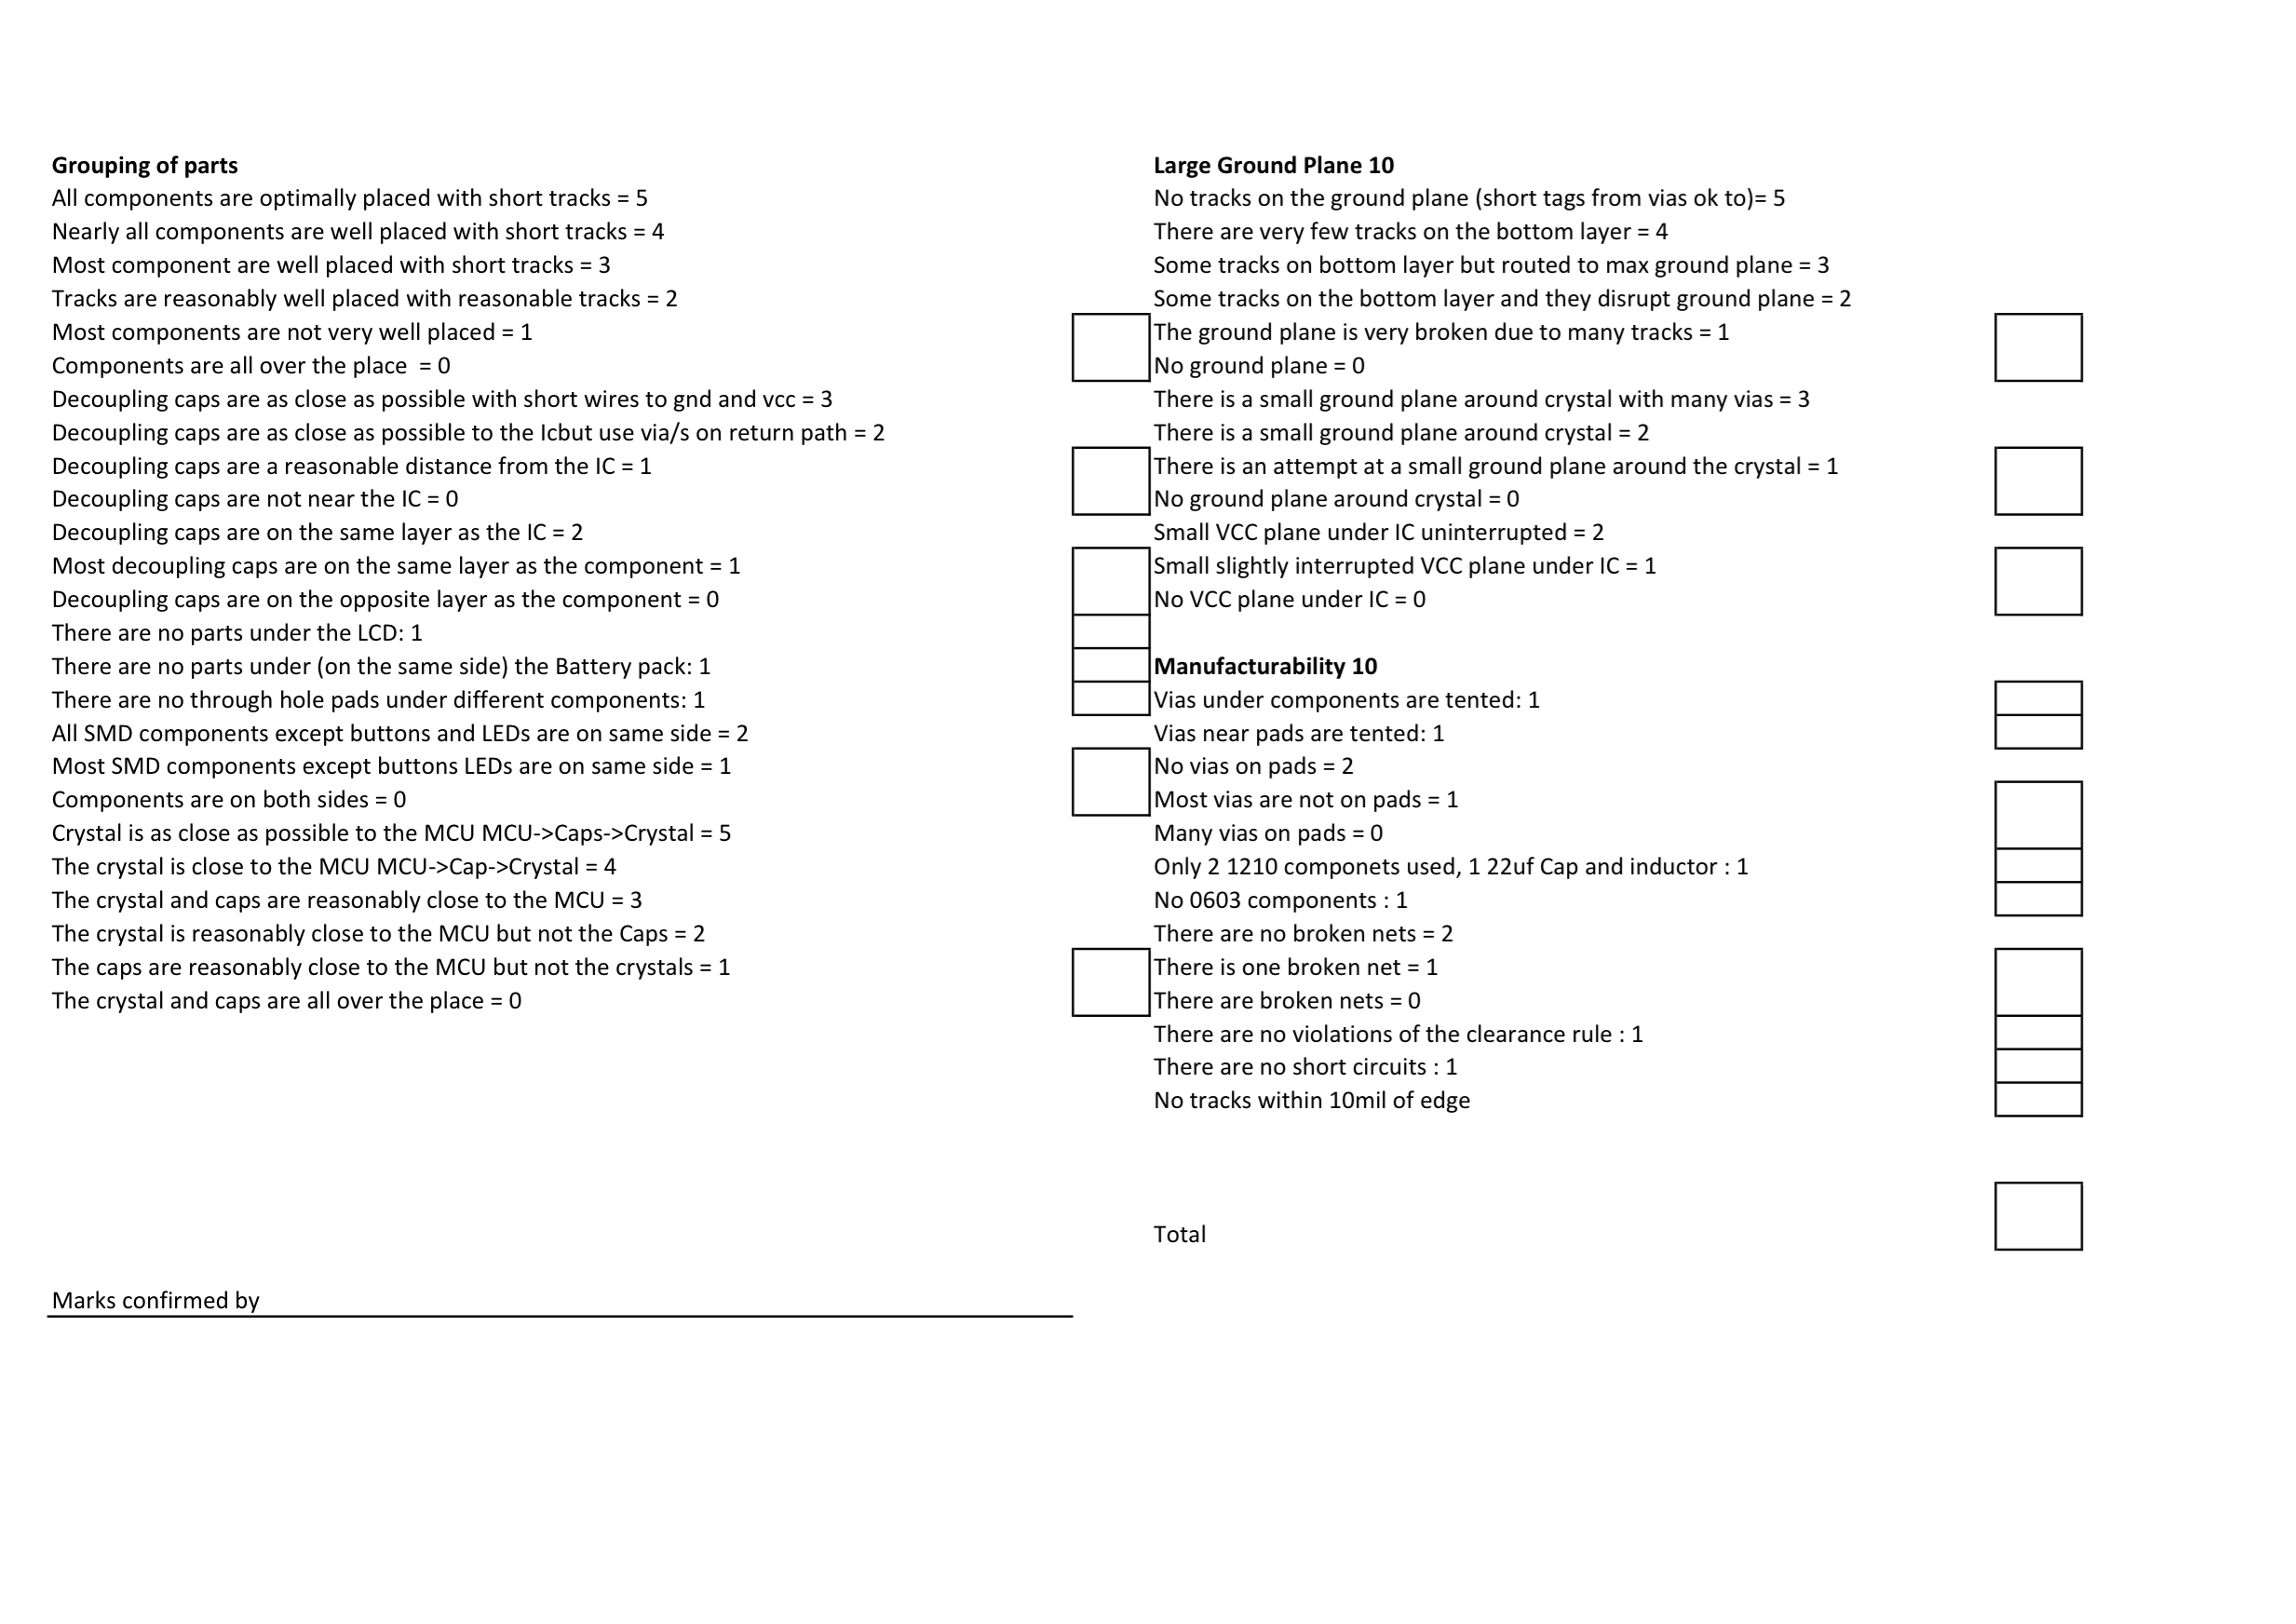 Grouping of parts
All components are optimally placed with short tracks = 5
Nearly all components are well placed with short tracks = 4
Most component are well placed with short tracks = 3
Tracks are reasonably well placed with reasonable tracks = 2
Most components are not very well placed = 1
Components are all over the place  = 0
Decoupling caps are as close as possible with short wires to gnd and vcc = 3
Decoupling caps are as close as possible to the Icbut use via/s on return path = 2
Decoupling caps are a reasonable distance from the IC = 1
Decoupling caps are not near the IC = 0
Decoupling caps are on the same layer as the IC = 2
Most decoupling caps are on the same layer as the component = 1
Decoupling caps are on the opposite layer as the component = 0
There are no parts under the LCD: 1
There are no parts under (on the same side) the Battery pack: 1
There are no through hole pads under different components: 1
All SMD components except buttons and LEDs are on same side = 2
Most SMD components except buttons LEDs are on same side = 1
Components are on both sides = 0
Crystal is as close as possible to the MCU MCU->Caps->Crystal = 5
The crystal is close to the MCU MCU->Cap->Crystal = 4
The crystal and caps are reasonably close to the MCU = 3
The crystal is reasonably close to the MCU but not the Caps = 2
The caps are reasonably close to the MCU but not the crystals = 1
The crystal and caps are all over the place = 0
Large Ground Plane 10
No tracks on the ground plane (short tags from vias ok to)= 5
There are very few tracks on the bottom layer = 4
Some tracks on bottom layer but routed to max ground plane = 3
Some tracks on the bottom layer and they disrupt ground plane = 2
The ground plane is very broken due to many tracks = 1
No ground plane = 0
There is a small ground plane around crystal with many vias = 3
There is a small ground plane around crystal = 2
There is an attempt at a small ground plane around the crystal = 1
No ground plane around crystal = 0
Small VCC plane under IC uninterrupted = 2
Small slightly interrupted VCC plane under IC = 1
No VCC plane under IC = 0
Manufacturability 10
Vias under components are tented: 1
Vias near pads are tented: 1
No vias on pads = 2
Most vias are not on pads = 1
Many vias on pads = 0
Only 2 1210 componets used, 1 22uf Cap and inductor : 1
No 0603 components : 1
There are no broken nets = 2
There is one broken net = 1
There are broken nets = 0
There are no violations of the clearance rule : 1
There are no short circuits : 1
No tracks within 10mil of edge
Total
Marks confirmed by